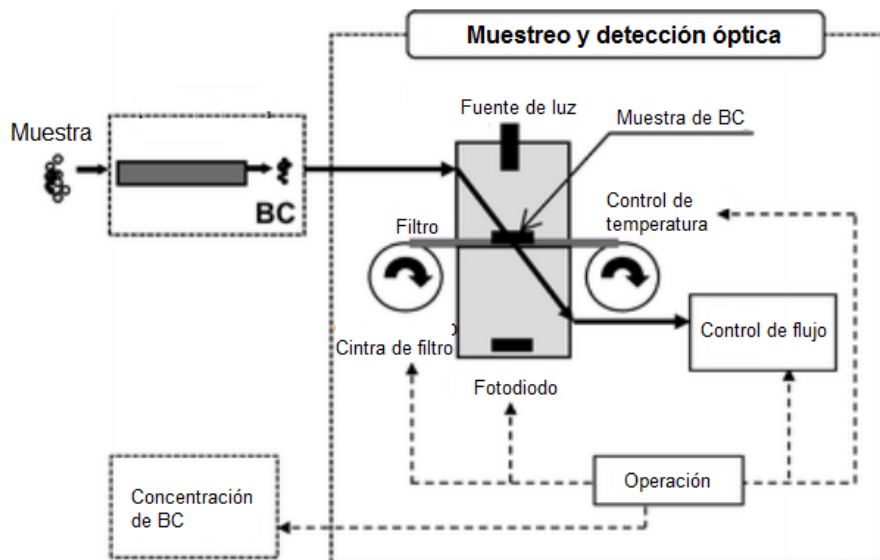 Muestreo y detección óptica
Fuente de luz
Muestra de BC
Muestra
BC
Control de
temperatura
Filtro
Control de flujo
Cintra de filtro
Fotodiodo
Operación
Concentración
de BC